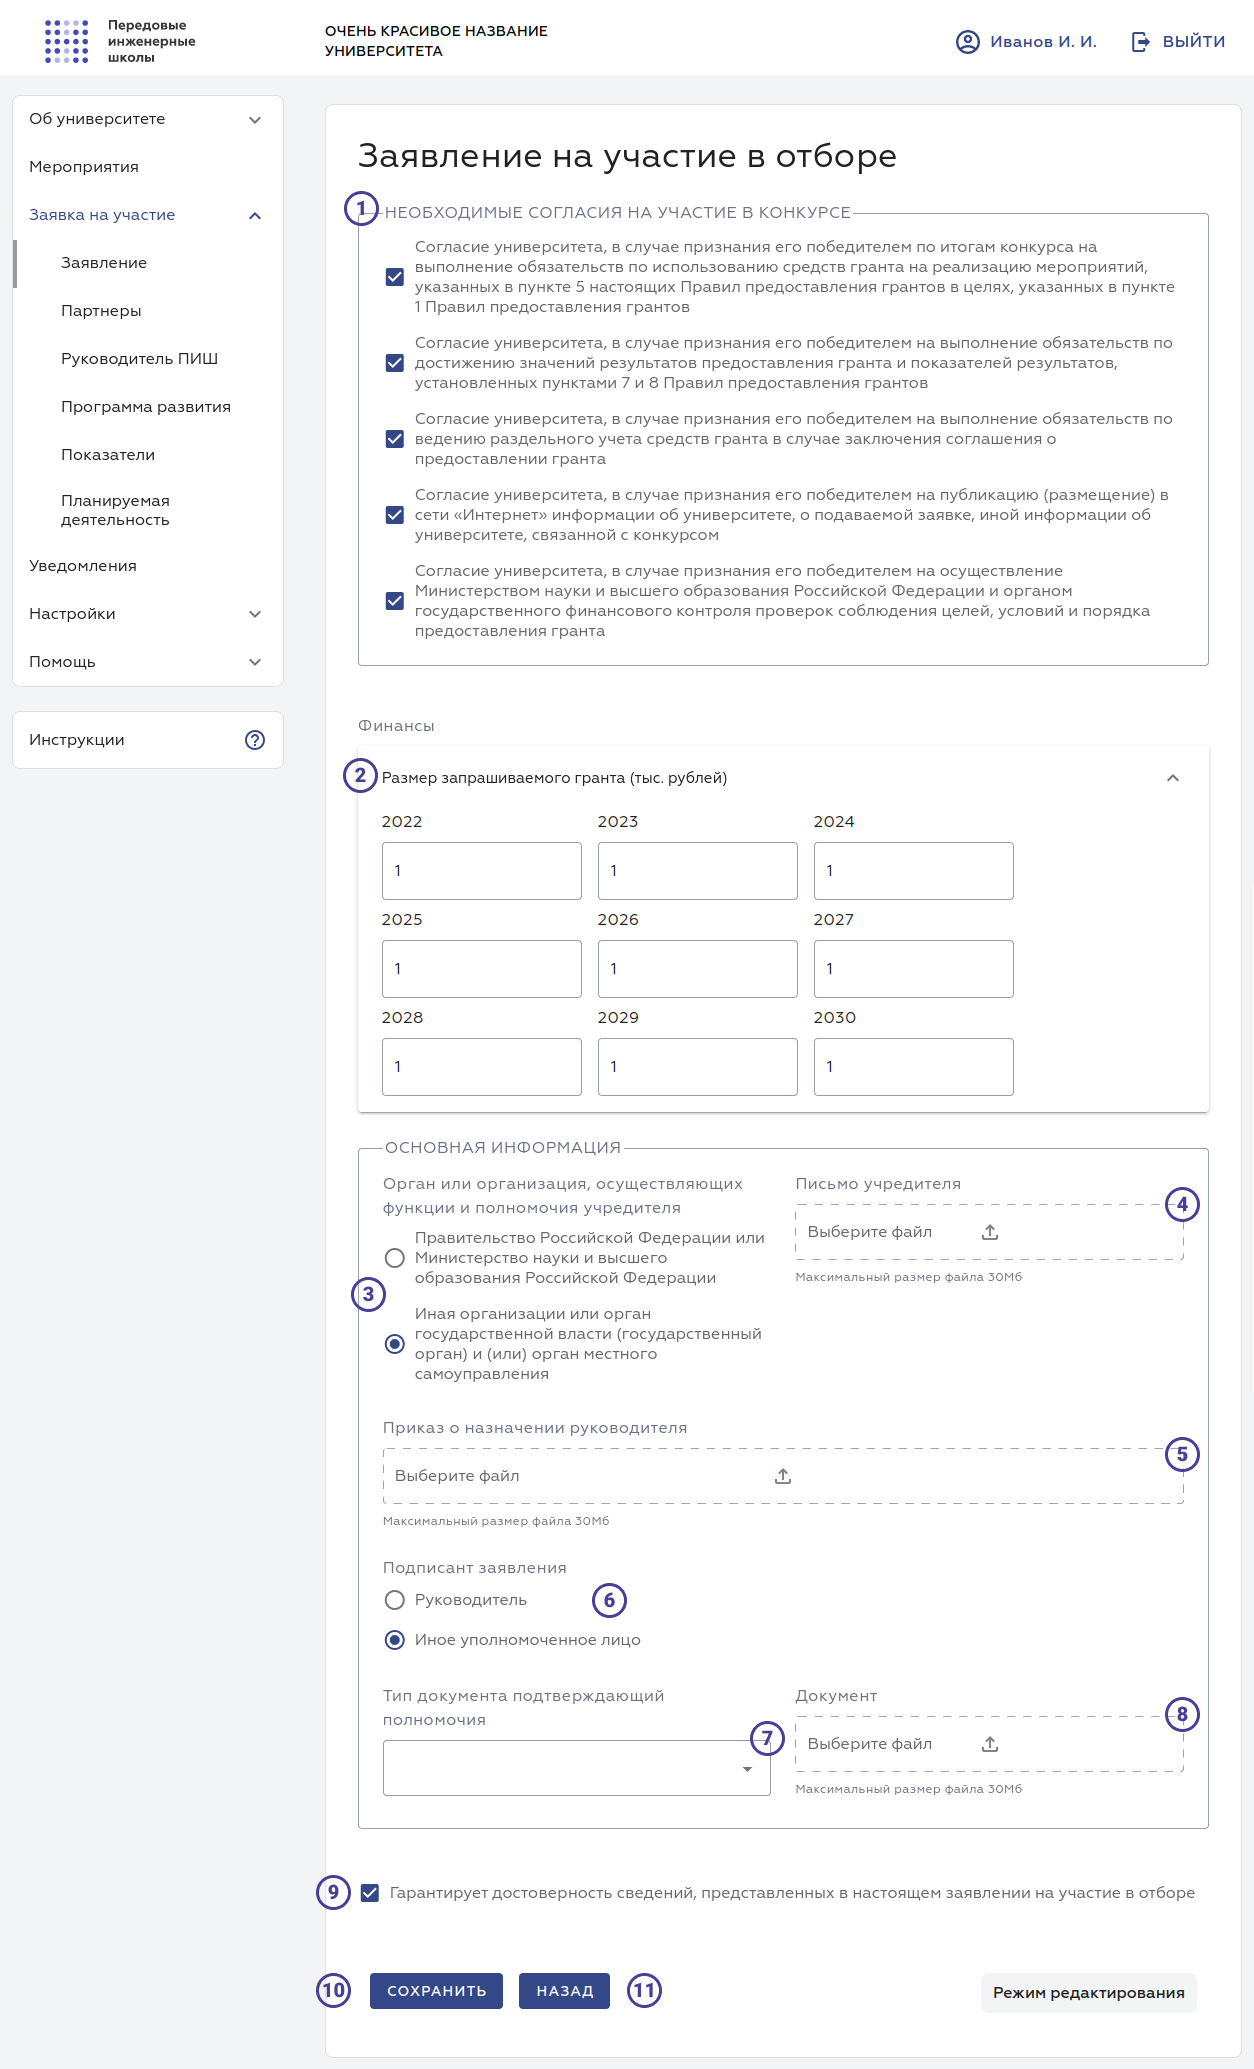 Передовые
инженерные
школы
ОЧЕНЬ КРАСИВОЕ НАЗВАНИЕ
УНИВЕРСИТЕТА
Иванов И. И.
ВЫЙТИ
Об университете
Мероприятия
Заявка на участие
Заявление
Партнеры
Руководитель ПИШ
Программа развития
Показатели
Планируемая
деятельность
Уведомления
Настройки
Помощь
Инструкции
Заявление на участие в отборе
1
НЕОБХОДИМЫЕ СОГЛАСИЯ НА УЧАСТИЕ В КОНКУРСЕ
Согласие университета, в случае признания его победителем по итогам конкурса на
выполнение обязательств по использованию средств гранта на реализацию мероприятий,
указанных в пункте 5 настоящих Правил предоставления грантов в целях, указанных в пункте
1 Правил предоставления грантов
Согласие университета, в случае признания его победителем на выполнение обязательств по
достижению значений результатов предоставления гранта и показателей результатов,
установленных пунктами 7 и 8 Правил предоставления грантов
Согласие университета, в случае признания его победителем на выполнение обязательств по
ведению раздельного учета средств гранта в случае заключения соглашения о
предоставлении гранта
Согласие университета, в случае признания его победителем на публикацию (размещение) в
сети «Интернет» информации об университете, о подаваемой заявке, иной информации об
университете, связанной с конкурсом
Согласие университета, в случае признания его победителем на осуществление
Министерством науки и высшего образования Российской Федерации и органом
государственного финансового контроля проверок соблюдения целей, условий и порядка
предоставления гранта
Финансы
2
Размер запрашиваемого гранта (тыс. рублей)
2022 2023 2024
1 1 1
2025 2026 2027
1 1 1
2028 2029 2030
1 1 1
ОСНОВНАЯ ИНФОРМАЦИЯ
Орган или организация, осуществляющих
функции и полномочия учредителя
3
Правительство Российской Федерации или
Министерство науки и высшего
образования Российской Федерации
Иная организации или орган
государственной власти (государственный
орган) и (или) орган местного
самоуправления
Письмо учредителя
4
Выберите файл
Максимальный размер файла 30Мб
Приказ о назначении руководителя
5
Выберите файл
Максимальный размер файла 30Мб
Подписант заявления
Руководитель
6
Иное уполномоченное лицо
Тип документа подтверждающий
полномочия
7
Документ
8
Выберите файл
Максимальный размер файла 30Мб
9
Гарантирует достоверность сведений, представленных в настоящем заявлении на участие в отборе
10
СОХРАНИТЬ
НАЗАД
11
Режим редактирования